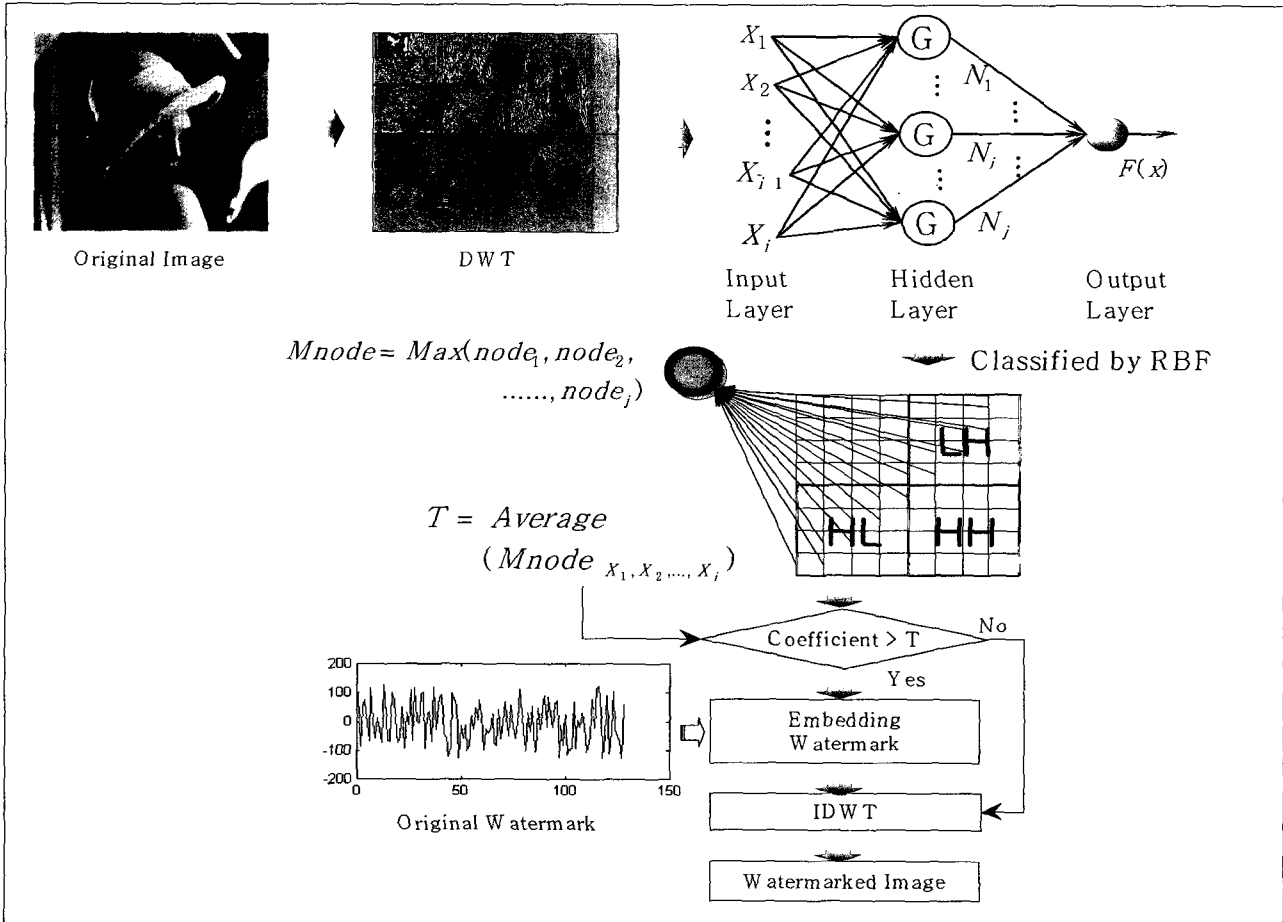 Original Image
DWT
X1
X2
Xi-1
Xi
G
G
G
N1
Nj
Nj
F(x)
Input
Layer
Hidden
Layer
Output
Layer
Mnode = Max(node1, node2,
......, nodej)
Classified by RBF
LH
HL
HH
T = Average
(Mnode X1, X2,..., Xi)
Coefficient > T
No
Yes
200
100
0
-100
-200
0
50
100
150
Original Watermark
Embedding
Watermark
IDWT
Watermarked Image